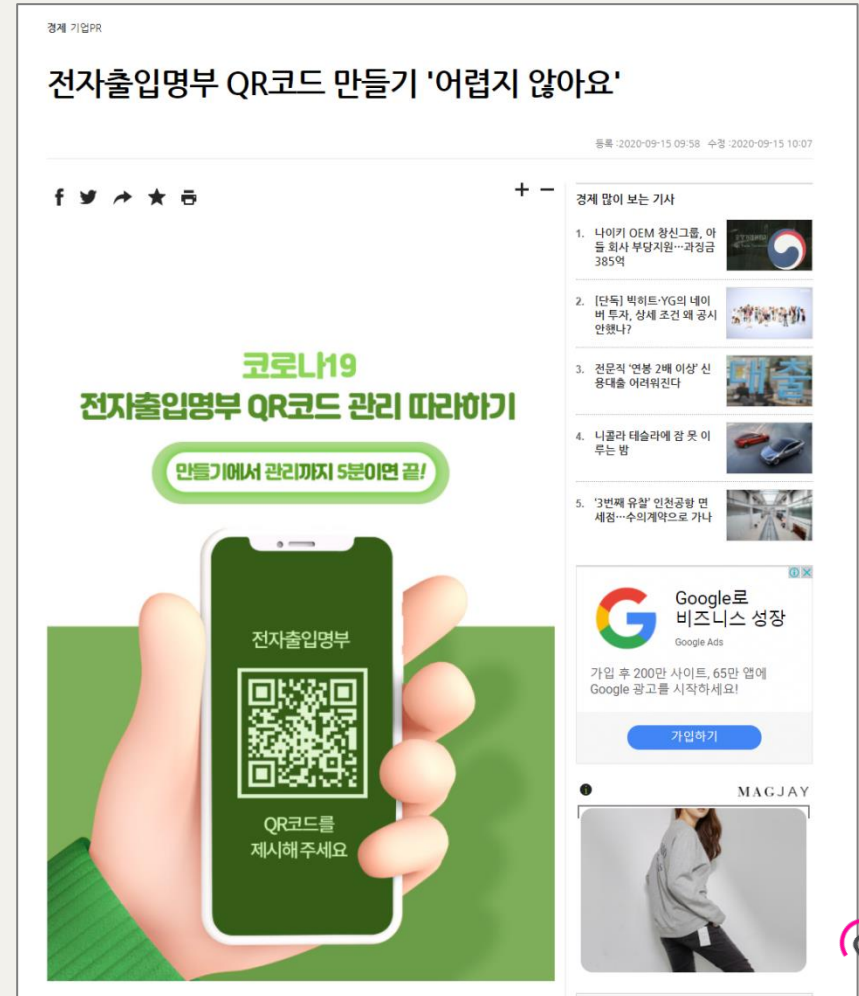 경제 기업PR
전자출입명부 QR코드 만들기 '어렵지 않아요'
등록 :2020-09-15 09:58 수정 :2020-09-15 10:07
f
+ −
코로나19
전자출입명부 QR코드 관리 따라하기
만들기에서 관리까지 5분이면 끝!
전자출입명부
QR코드를
제시해주세요
경제 많이 보는 기사
1. 나이키 OEM 창신그룹, 아
들 회사 부당지원…과징금
385억
2. [단독] 빅히트·YG의 네이
버 투자, 상세 조건 왜 공시
안했나?
3. 전문직 '연봉 2배 이상' 신
용대출 어려워진다
대출
4. 니콜라 테슬라에 잠 못 이
루는 밤
5. '3번째 유찰' 인천공항 면
세점…수의계약으로 가나
Google로
비즈니스 성장
Google Ads
가입 후 200만 사이트, 65만 앱에
Google 광고를 시작하세요!
가입하기
MAGJAY